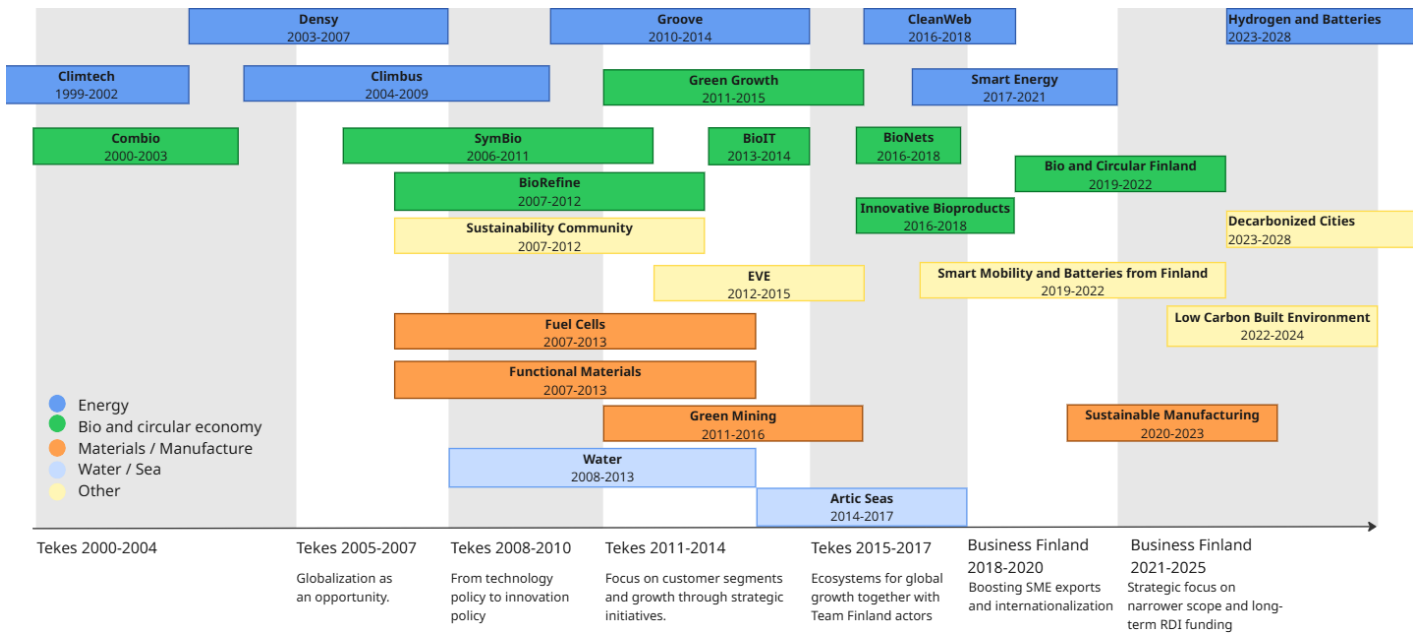 Densy
2003-2007
Groove
2010-2014
CleanWeb
2016-2018
Hydrogen and Batteries
2023-2028
Climtech
1999-2002
Climbus
2004-2009
Green Growth
2011-2015
Smart Energy
2017-2021
Combio
2000-2003
SymBio
2006-2011
BioIT
2013-2014
BioNets
2016-2018
Bio and Circular Finland
2019-2022
BioRefine
2007-2012
Innovative Bioproducts
2016-2018
Sustainability Community
2007-2012
Decarbonized Cities
2023-2028
EVE
2012-2015
Smart Mobility and Batteries from Finland
2019-2022
Low Carbon Built Environment
2022-2024
Fuel Cells
2007-2013
Functional Materials
2007-2013
Green Mining
2011-2016
Sustainable Manufacturing
2020-2023
Water
2008-2013
Artic Seas
2014-2017
Energy
Bio and circular economy
Materials / Manufacture
Water / Sea
Other
Tekes 2000-2004
Tekes 2005-2007
Globalization as
an opportunity.
Tekes 2008-2010
From technology
policy to innovation
policy
Tekes 2011-2014
Focus on customer segments
and growth through strategic
initiatives.
Tekes 2015-2017
Ecosystems for global
growth together with
Team Finland actors
Business Finland
2018-2020
Boosting SME exports
and internationalization
Business Finland
2021-2025
Strategic focus on
narrower scope and long-
term RDI funding